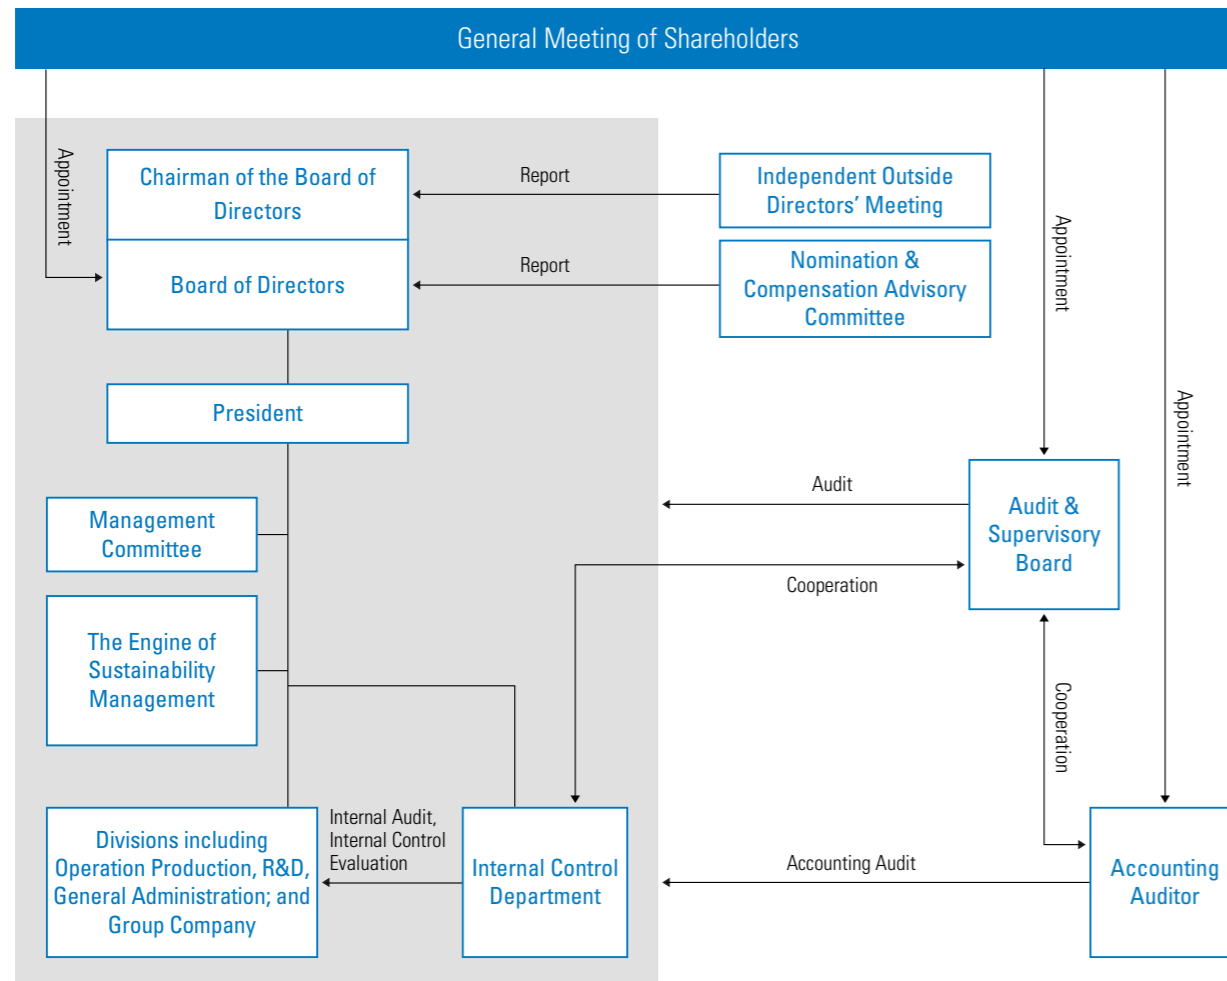 General Meeting of Shareholders
Appointment
Chairman of the Board of
Directors
Report
Independent Outside
Directors’ Meeting
Board of Directors
Report
Nomination &
Compensation Advisory
Committee
Appointment
Appointment
President
Management
Committee
Audit
Audit &
Supervisory
Board
Cooperation
The Engine of
Sustainability
Management
Cooperation
Divisions including
Operation Production, R&D,
General Administration; and
Group Company
Internal Audit,
Internal Control
Evaluation
Internal Control
Department
Accounting Audit
Accounting
Auditor